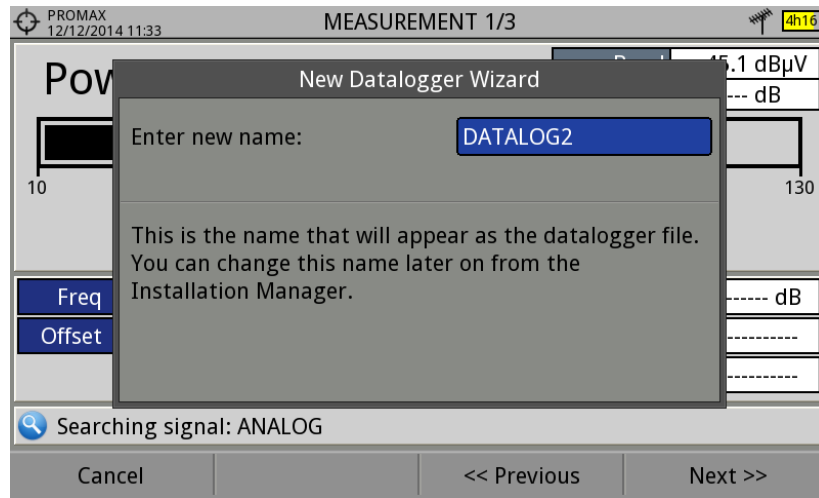 PROMAX
12/12/2014 11:33
MEASUREMENT 1/3
4h16
Pow
.1 dBµV
--- dB
New Datalogger Wizard
Enter new name:
DATALOG2
10
130
This is the name that will appear as the datalogger file.
You can change this name later on from the
Installation Manager.
Freq
------ dB
Offset
----------
----------
Searching signal: ANALOG
Cancel
<< Previous
Next >>